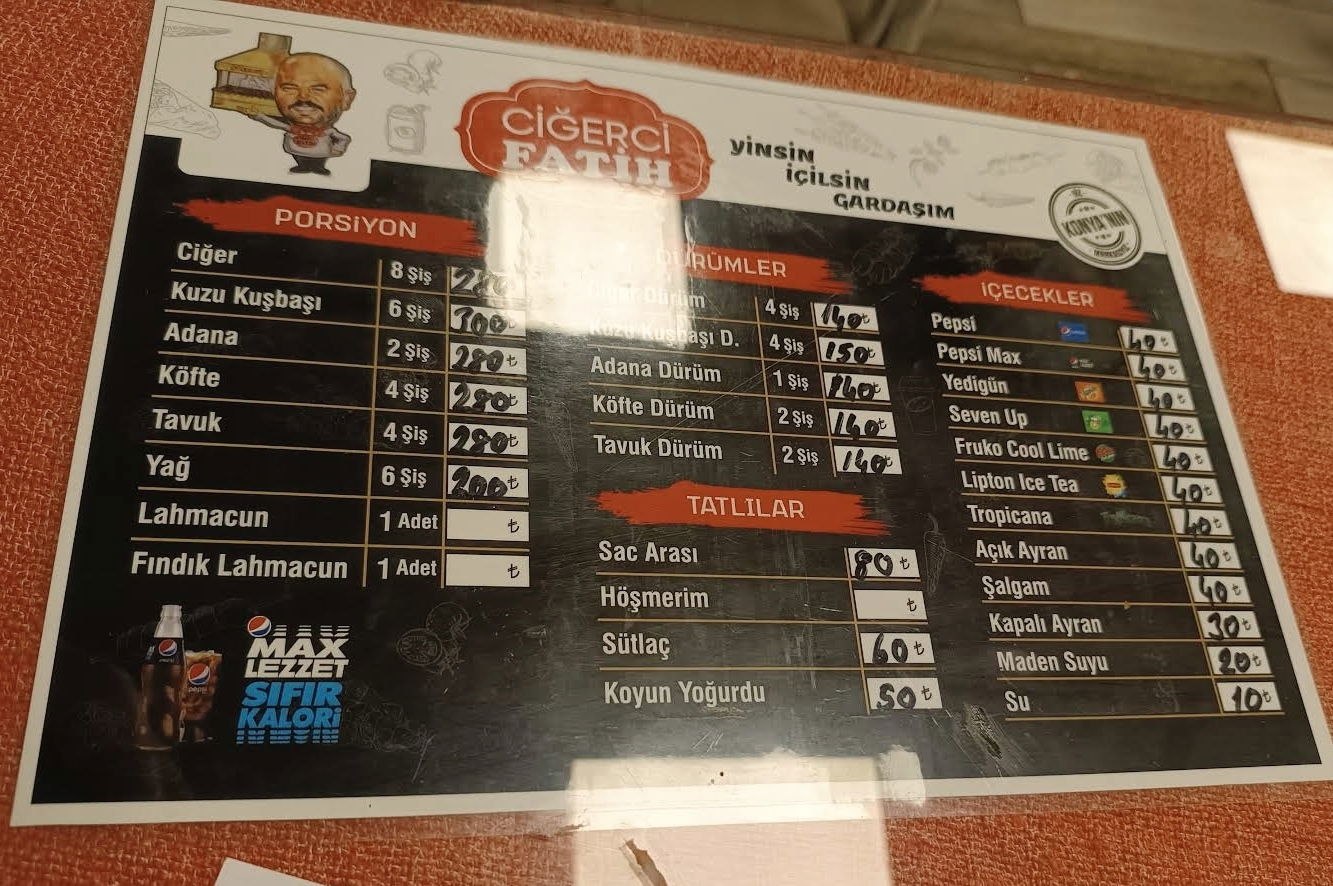 CİĞERCİ
FATİH
YİNSİN
İÇİLSİN
GARDAŞIM
KONYA'NIN
PORSİYON
Ciğer 8 Şiş 280
Kuzu Kuşbaşı 6 Şiş 300₺
Adana 2 Şiş 280₺
Köfte 4 Şiş 280₺
Tavuk 4 Şiş 280₺
Yağ 6 Şiş 200₺
Lahmacun 1 Adet ₺
Fındık Lahmacun 1 Adet ₺
pepsi
pepsi
MAX
LEZZET
SIFIR
KALORİ
DÜRÜMLER
Ciğer Dürüm 4 Şiş 140₺
Kuzu Kuşbaşı D. 4 Şiş 150₺
Adana Dürüm 1 Şiş 140₺
Köfte Dürüm 2 Şiş 140₺
Tavuk Dürüm 2 Şiş 140₺
TATLILAR
Sac Arası 80₺
Höşmerim ₺
Sütlaç 60₺
Koyun Yoğurdu 50₺
İÇECEKLER
Pepsi 40₺
Pepsi Max 40₺
Yedigün 40₺
Seven Up 40₺
Fruko Cool Lime 40₺
Lipton Ice Tea 40₺
Tropicana 40₺
Açık Ayran 40₺
Şalgam 40₺
Kapalı Ayran 30₺
Maden Suyu 20₺
Su 10₺